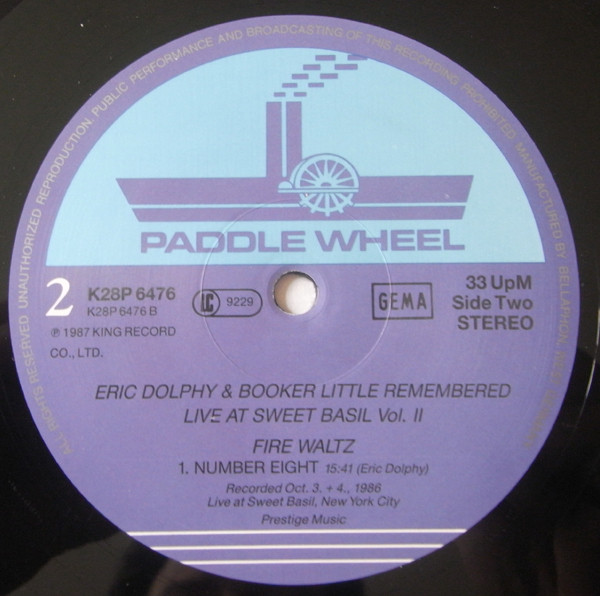 ALL RIGHTS RESERVED. UNAUTHORIZED REPRODUCTION, PUBLIC PERFORMANCE AND BROADCASTING OF THIS RECORDING PROHIBITED. MANUFACTURED BY BELLAPHON, WEST GERMANY
PADDLE WHEEL
2
K28P 6476
K28P 6476 B
℗ 1987 KING RECORD
CO., LTD.
LC 9229
GEMA
33 UpM
Side Two
STEREO
ERIC DOLPHY & BOOKER LITTLE REMEMBERED
LIVE AT SWEET BASIL Vol. II
FIRE WALTZ
1. NUMBER EIGHT 15:41 (Eric Dolphy)
Recorded Oct. 3. + 4., 1986
Live at Sweet Basil, New York City
Prestige Music